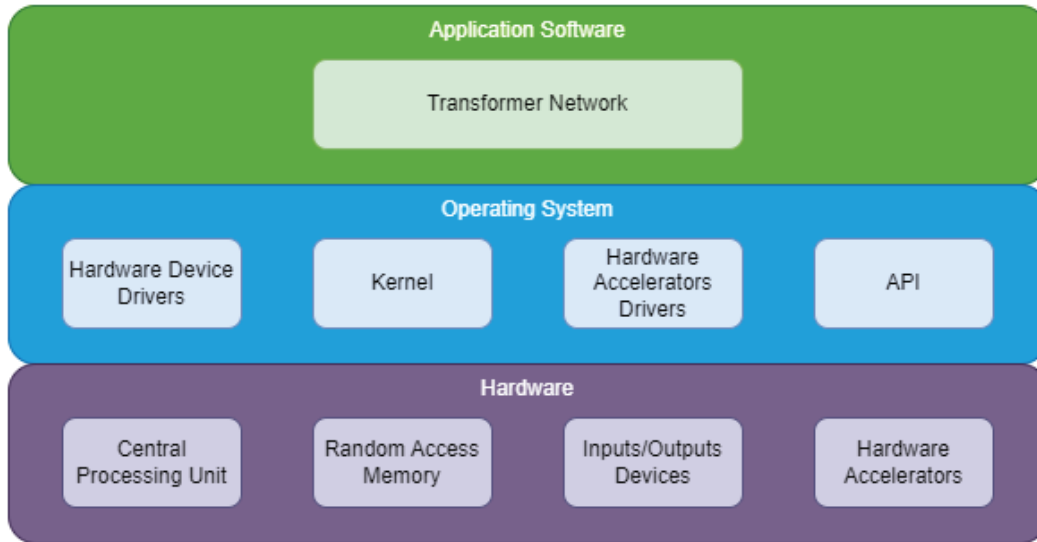 Application Software
Transformer Network
Operating System
Hardware Device
Drivers
Kernel
Hardware
Accelerators
Drivers
API
Hardware
Central
Processing Unit
Random Access
Memory
Inputs/Outputs
Devices
Hardware
Accelerators